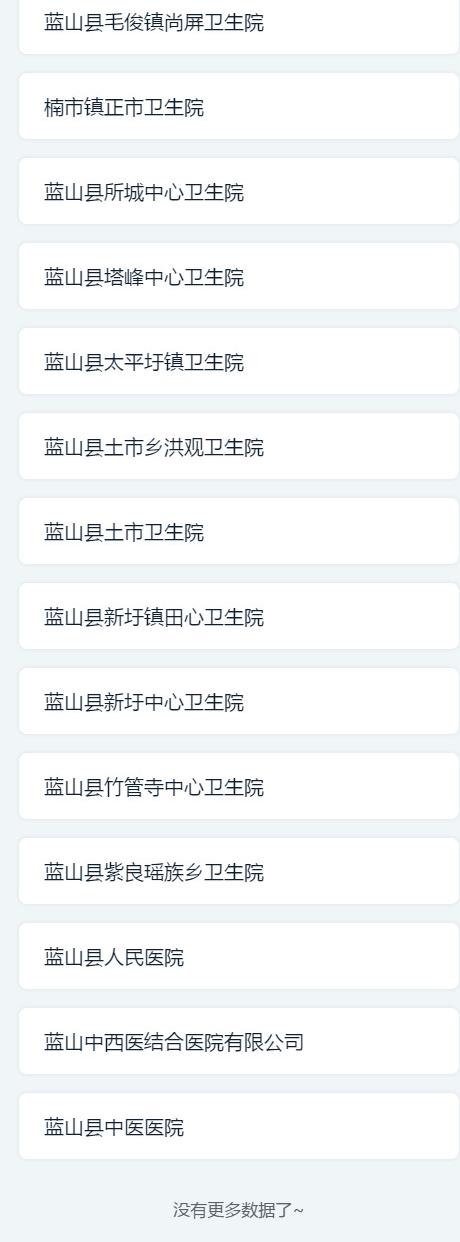 蓝山县毛俊镇尚屏卫生院
楠市镇正市卫生院
蓝山县所城中心卫生院
蓝山县塔峰中心卫生院
蓝山县太平圩镇卫生院
蓝山县土市乡洪观卫生院
蓝山县土市卫生院
蓝山县新圩镇田心卫生院
蓝山县新圩中心卫生院
蓝山县竹管寺中心卫生院
蓝山县紫良瑶族乡卫生院
蓝山县人民医院
蓝山中西医结合医院有限公司
蓝山县中医医院
没有更多数据了~